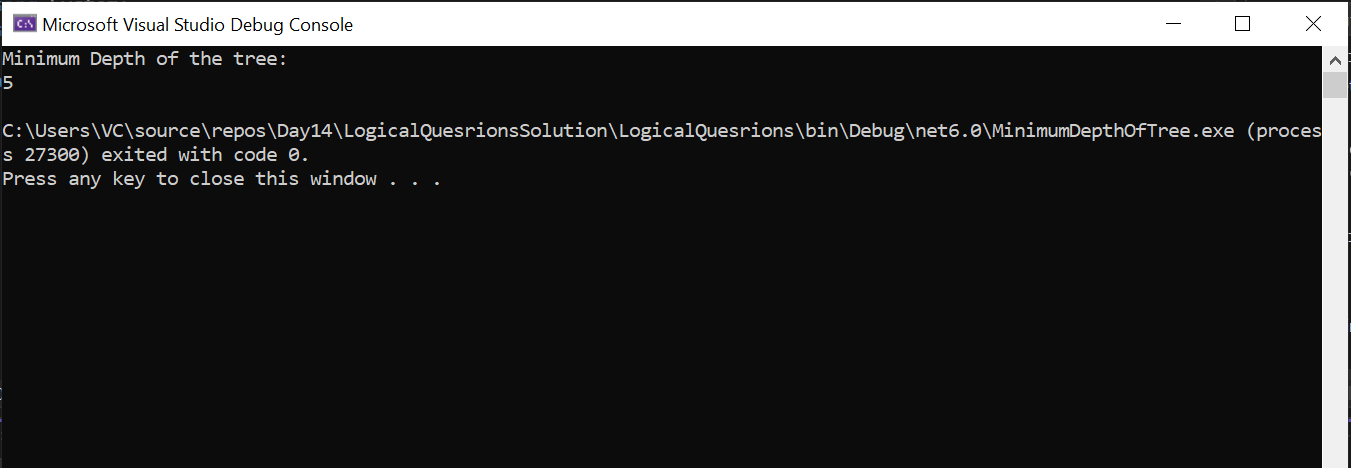 Microsoft Visual Studio Debug Console
Minimum Depth of the tree:
5
C:\Users\VC\source\repos\Day14\LogicalQuesrionsSolution\LogicalQuesrions\bin\Debug\net6.0\MinimumDepthOfTree.exe (proces
s 27300) exited with code 0.
Press any key to close this window . . .